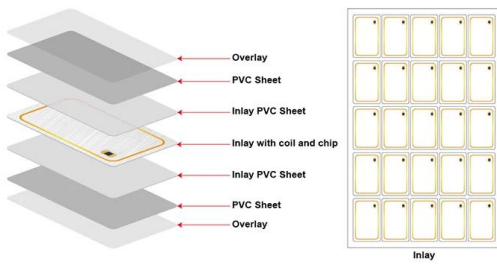 Overlay
PVC Sheet
Inlay PVC Sheet
Inlay with coil and chip
Inlay PVC Sheet
PVC Sheet
Overlay
Inlay